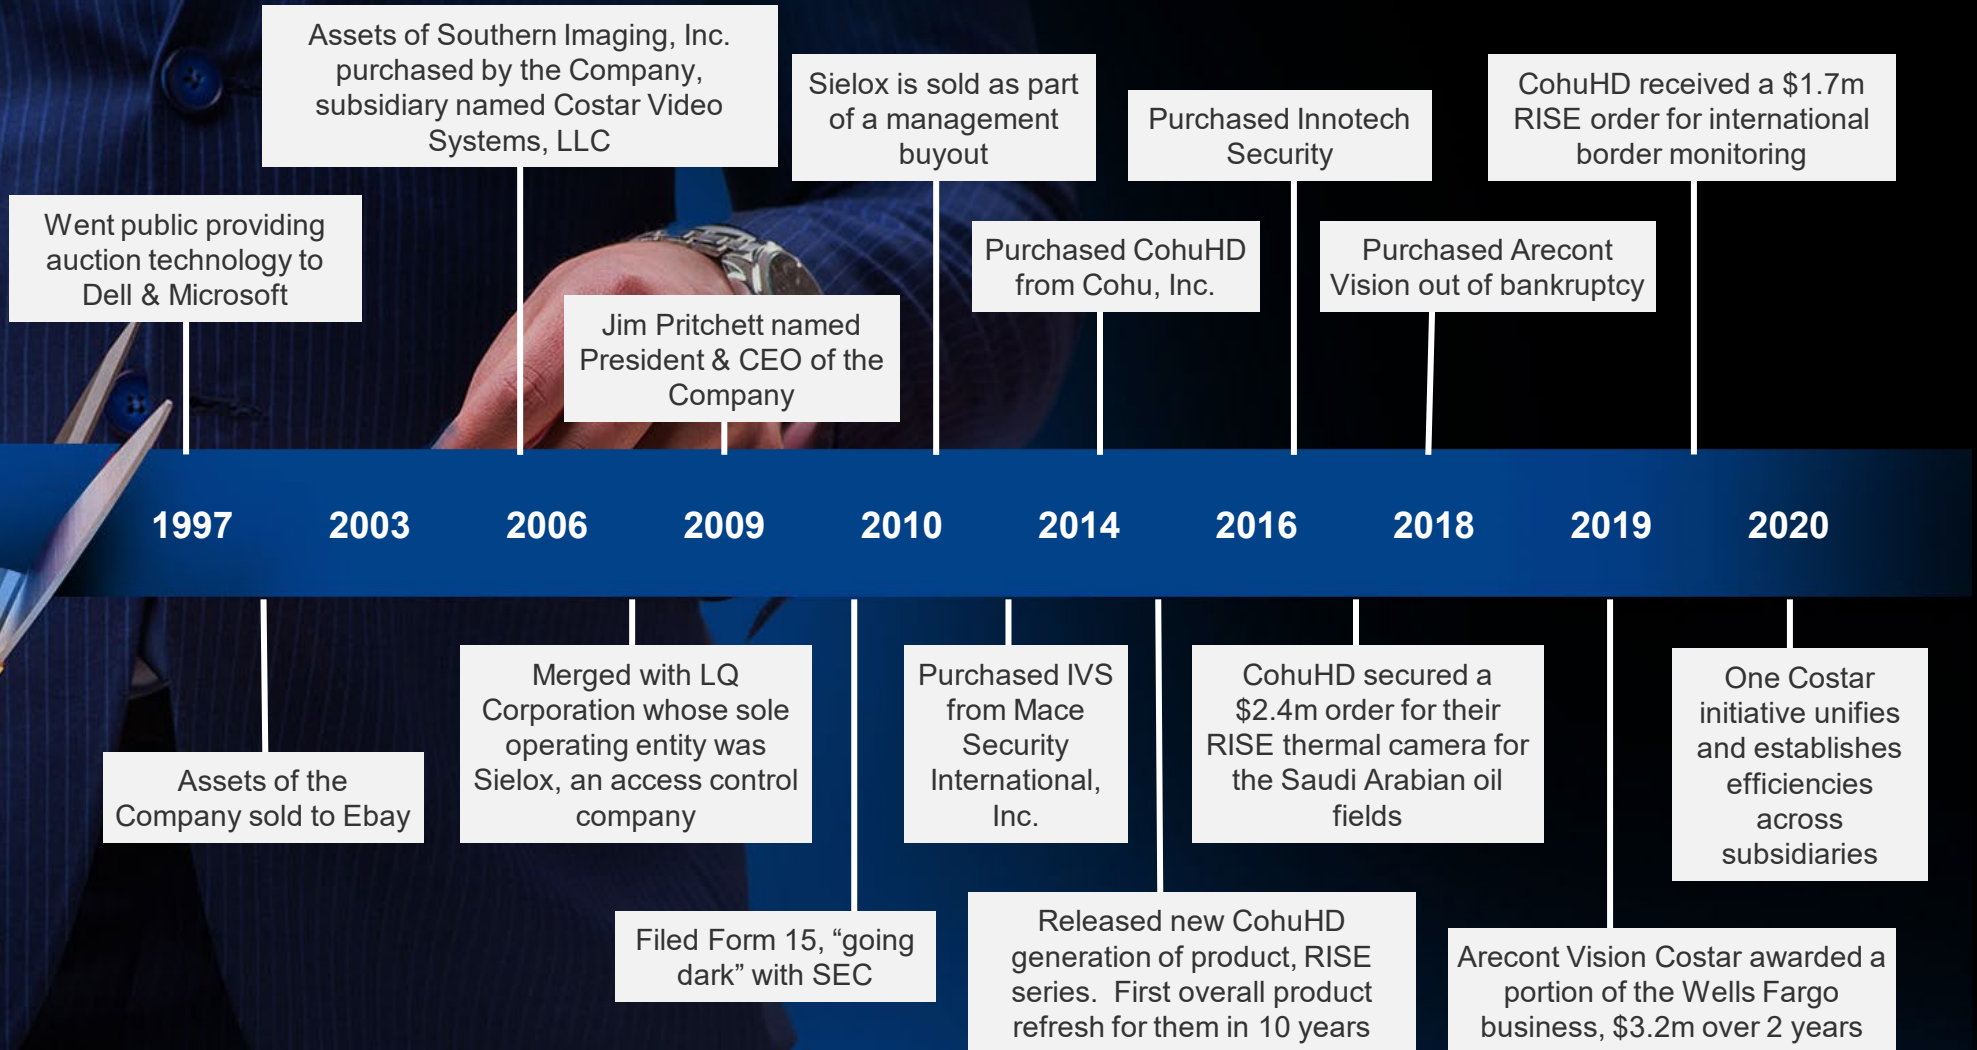 Assets of Southern Imaging, Inc.
purchased by the Company,
subsidiary named Costar Video
Systems, LLC
Sielox is sold as part
of a management
buyout
Purchased Innotech
Security
CohuHD received a $1.7m
RISE order for international
border monitoring
Went public providing
auction technology to
Dell & Microsoft
Jim Pritchett named
President & CEO of the
Company
Purchased CohuHD
from Cohu, Inc.
Purchased Arecont
Vision out of bankruptcy
1997 2003 2006 2009 2010 2014 2016 2018 2019 2020
Assets of the
Company sold to Ebay
Merged with LQ
Corporation whose sole
operating entity was
Sielox, an access control
company
Purchased IVS
from Mace
Security
International,
Inc.
CohuHD secured a
$2.4m order for their
RISE thermal camera for
the Saudi Arabian oil
fields
One Costar
initiative unifies
and establishes
efficiencies
across
subsidiaries
Filed Form 15, “going
dark” with SEC
Released new CohuHD
generation of product, RISE
series.  First overall product
refresh for them in 10 years
Arecont Vision Costar awarded a
portion of the Wells Fargo
business, $3.2m over 2 years